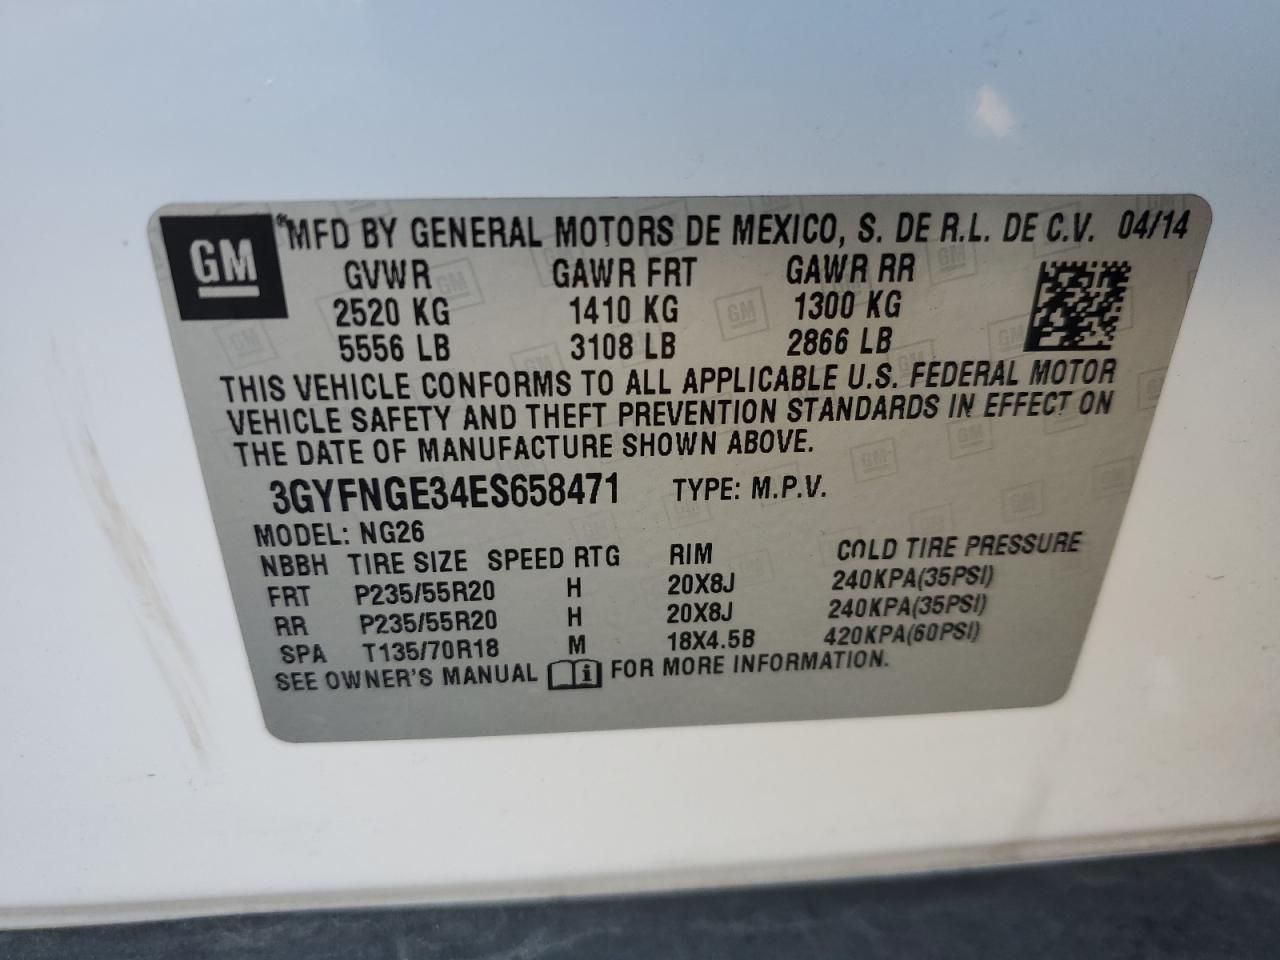 GM MFD BY GENERAL MOTORS DE MEXICO, S. DE R.L. DE C.V. 04/14
GVWR GAWR FRT GAWR RR
2520 KG 1410 KG 1300 KG
5556 LB 3108 LB 2866 LB
THIS VEHICLE CONFORMS TO ALL APPLICABLE U.S. FEDERAL MOTOR
VEHICLE SAFETY AND THEFT PREVENTION STANDARDS IN EFFECT ON
THE DATE OF MANUFACTURE SHOWN ABOVE.
3GYFNGE34ES658471 TYPE: M.P.V.
MODEL: NG26
NBBH TIRE SIZE SPEED RTG RIM COLD TIRE PRESSURE
FRT P235/55R20 H 20X8J 240KPA(35PSI)
RR P235/55R20 H 20X8J 240KPA(35PSI)
SPA T135/70R18 M 18X4.5B 420KPA(60PSI)
SEE OWNER'S MANUAL i FOR MORE INFORMATION.